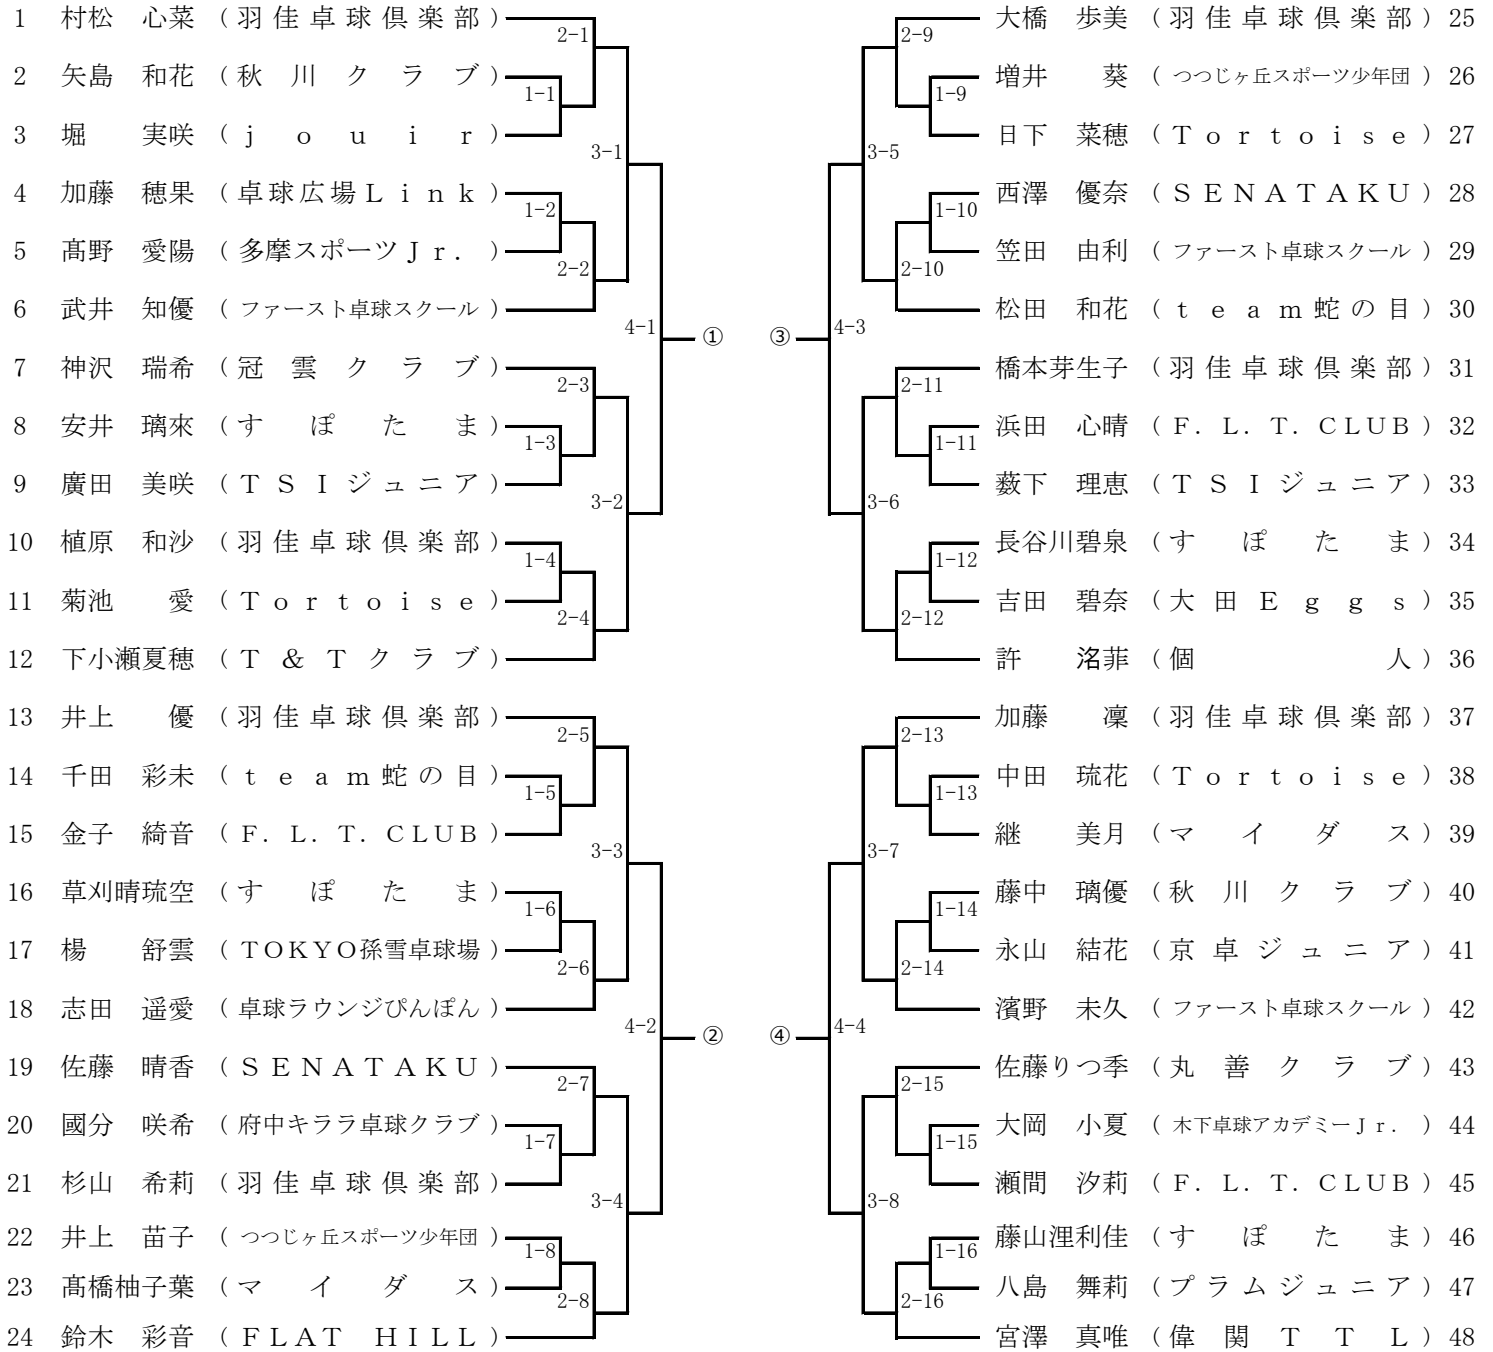 1 村松 心菜 (羽佳卓球倶楽部)
2-1
2 矢島 和花 (秋川クラブ)
1-1
3 堀 実咲 (jouir)
3-1
4 加藤 穂果 (卓球広場Link)
1-2
5 髙野 愛陽 (多摩スポーツJr.)
2-2
6 武井 知優 (ファースト卓球スクール)
4-1 ①
7 神沢 瑞希 (冠雲クラブ)
2-3
8 安井 璃來 (すぽたま)
1-3
9 廣田 美咲 (TSIジュニア)
3-2
10 植原 和沙 (羽佳卓球倶楽部)
1-4
11 菊池 愛 (Tortoise)
2-4
12 下小瀬夏穂 (T&Tクラブ)
13 井上 優 (羽佳卓球倶楽部)
2-5
14 千田 彩未 (team蛇の目)
1-5
15 金子 綺音 (F.L.T.CLUB)
3-3
16 草刈晴琉空 (すぽたま)
1-6
17 楊 舒雲 (TOKYO孫雪卓球場)
2-6
18 志田 遥愛 (卓球ラウンジぴんぽん)
4-2 ②
19 佐藤 晴香 (SENATAKU)
2-7
20 國分 咲希 (府中キララ卓球クラブ)
1-7
21 杉山 希莉 (羽佳卓球倶楽部)
3-4
22 井上 苗子 (つつじヶ丘スポーツ少年団)
1-8
23 髙橋柚子葉 (マイダス)
2-8
24 鈴木 彩音 (FLAT HILL)
大橋 歩美 (羽佳卓球倶楽部) 25
2-9
増井 葵 (つつじヶ丘スポーツ少年団) 26
1-9
日下 菜穂 (Tortoise) 27
3-5
西澤 優奈 (SENATAKU) 28
1-10
笠田 由利 (ファースト卓球スクール) 29
2-10
松田 和花 (team蛇の目) 30
③ 4-3
橋本芽生子 (羽佳卓球倶楽部) 31
2-11
浜田 心晴 (F.L.T.CLUB) 32
1-11
薮下 理恵 (TSIジュニア) 33
3-6
長谷川碧泉 (すぽたま) 34
1-12
吉田 碧奈 (大田Eggs) 35
2-12
許 洺菲 (個人) 36
加藤 凜 (羽佳卓球倶楽部) 37
2-13
中田 琉花 (Tortoise) 38
1-13
継 美月 (マイダス) 39
3-7
藤中 璃優 (秋川クラブ) 40
1-14
永山 結花 (京卓ジュニア) 41
2-14
濱野 未久 (ファースト卓球スクール) 42
④ 4-4
佐藤りつ季 (丸善クラブ) 43
2-15
大岡 小夏 (木下卓球アカデミーJr.) 44
1-15
瀬間 汐莉 (F.L.T.CLUB) 45
3-8
藤山浬利佳 (すぽたま) 46
1-16
八島 舞莉 (プラムジュニア) 47
2-16
宮澤 真唯 (偉関TTL) 48